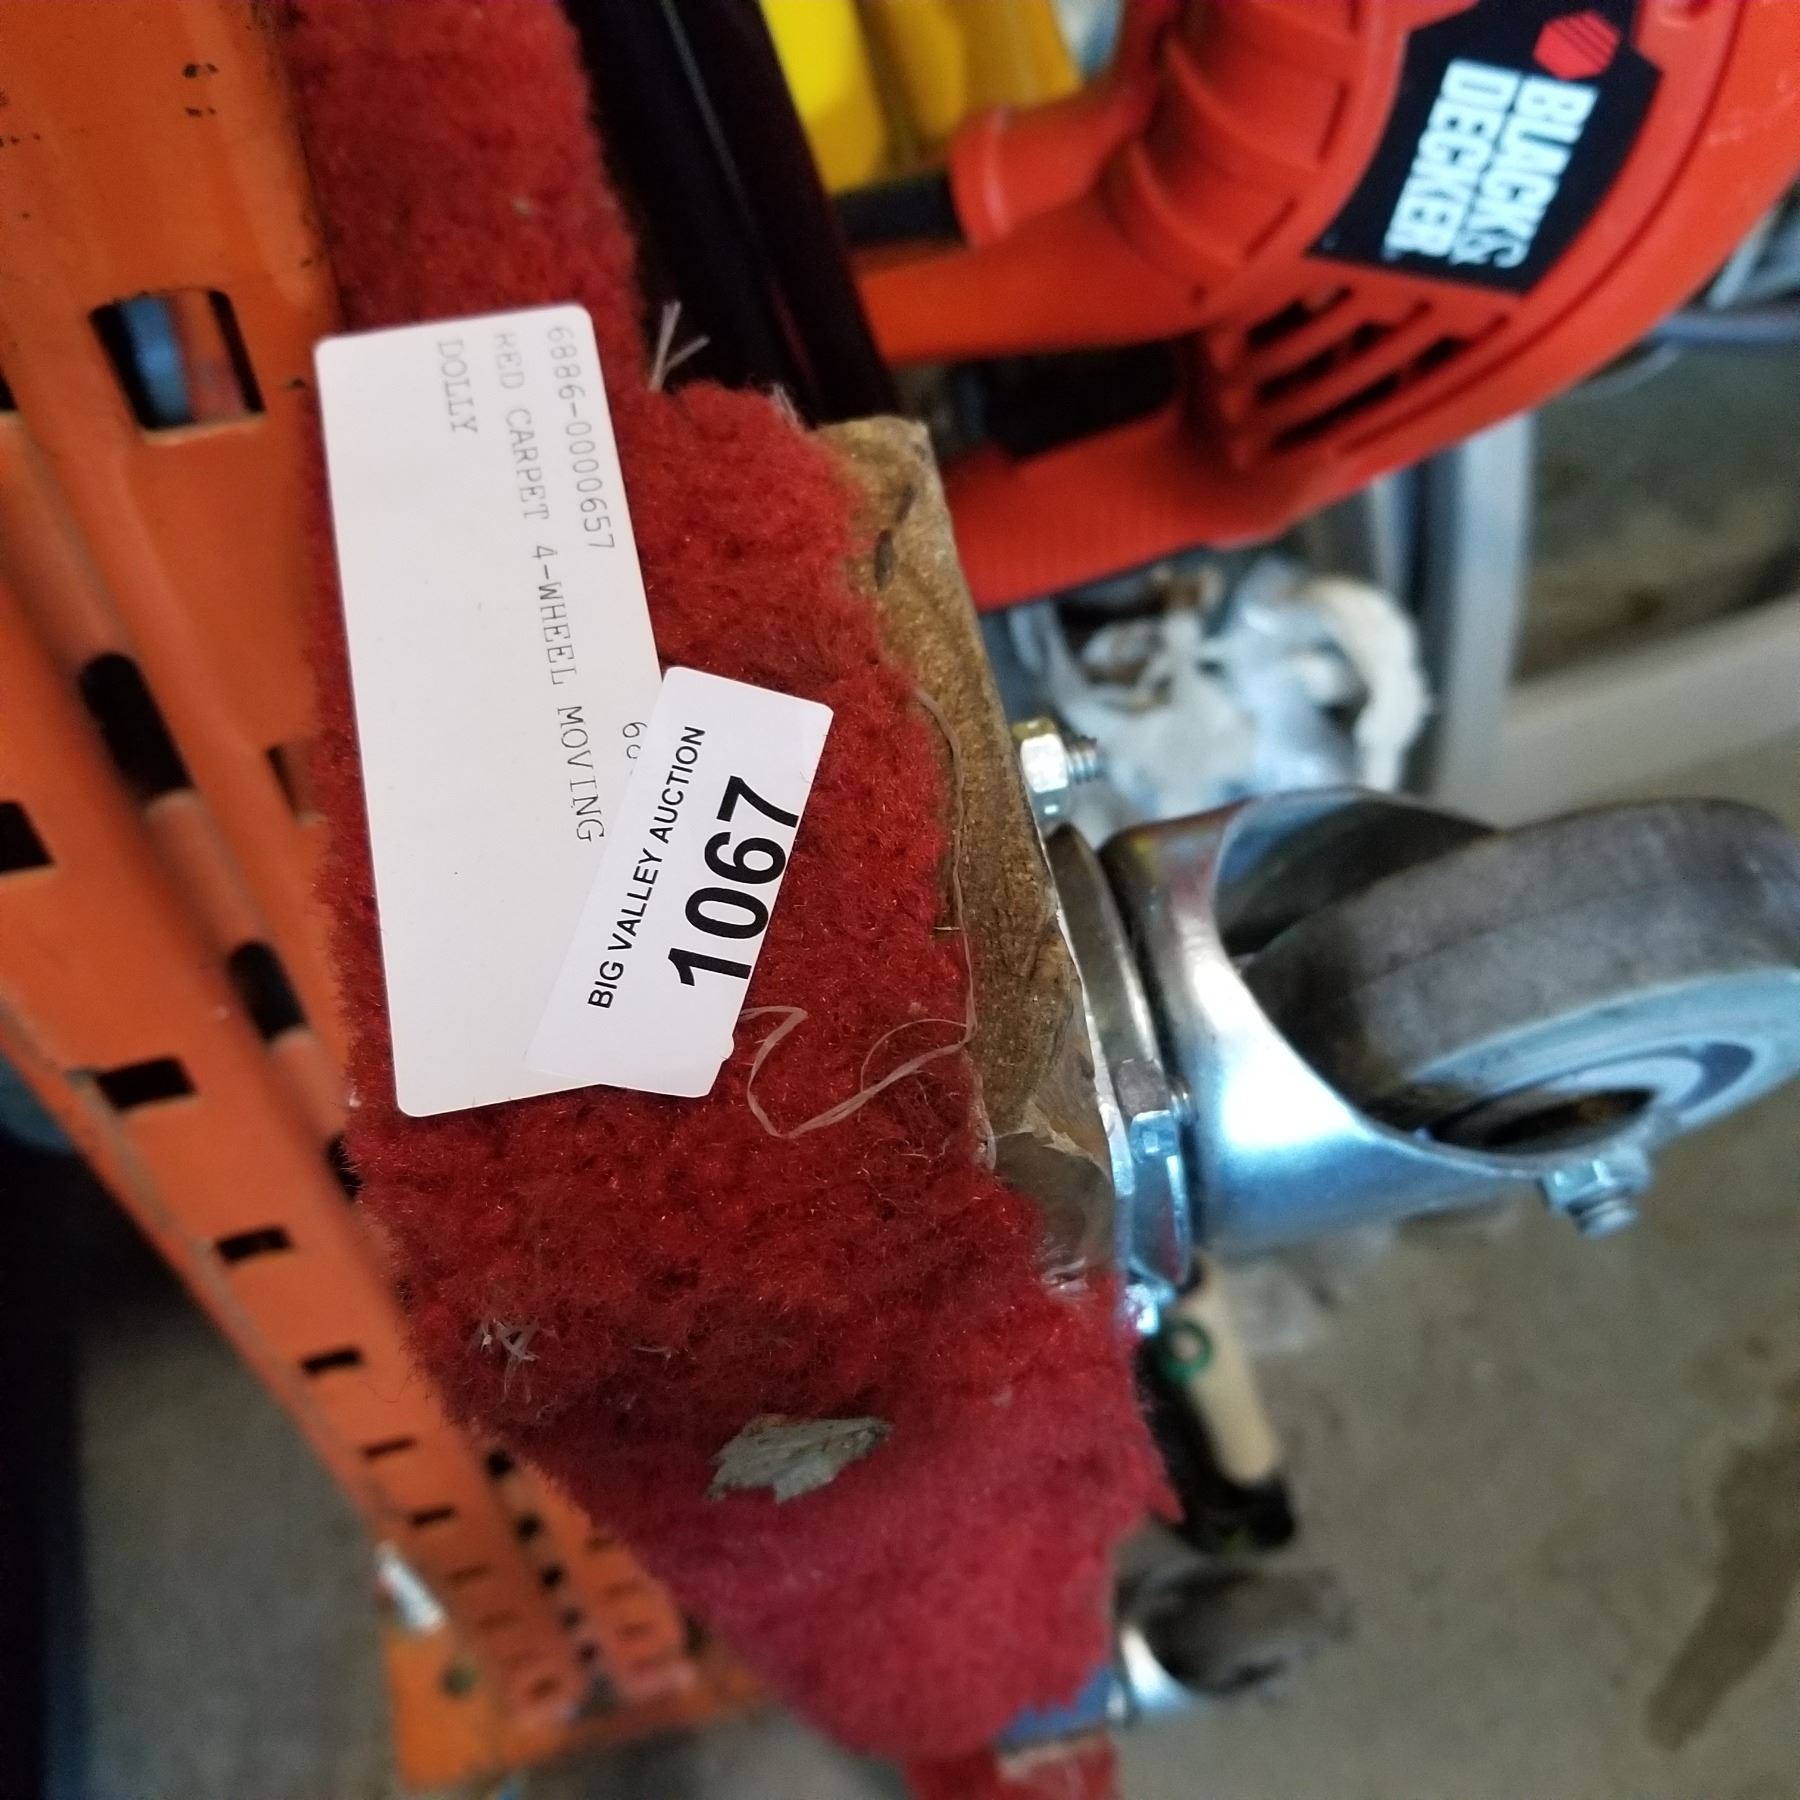 6886-0000657
RED CARPET 4-WHEEL MOVING
DOLLY
BIG VALLEY AUCTION
1067
BLACK&
DECKER